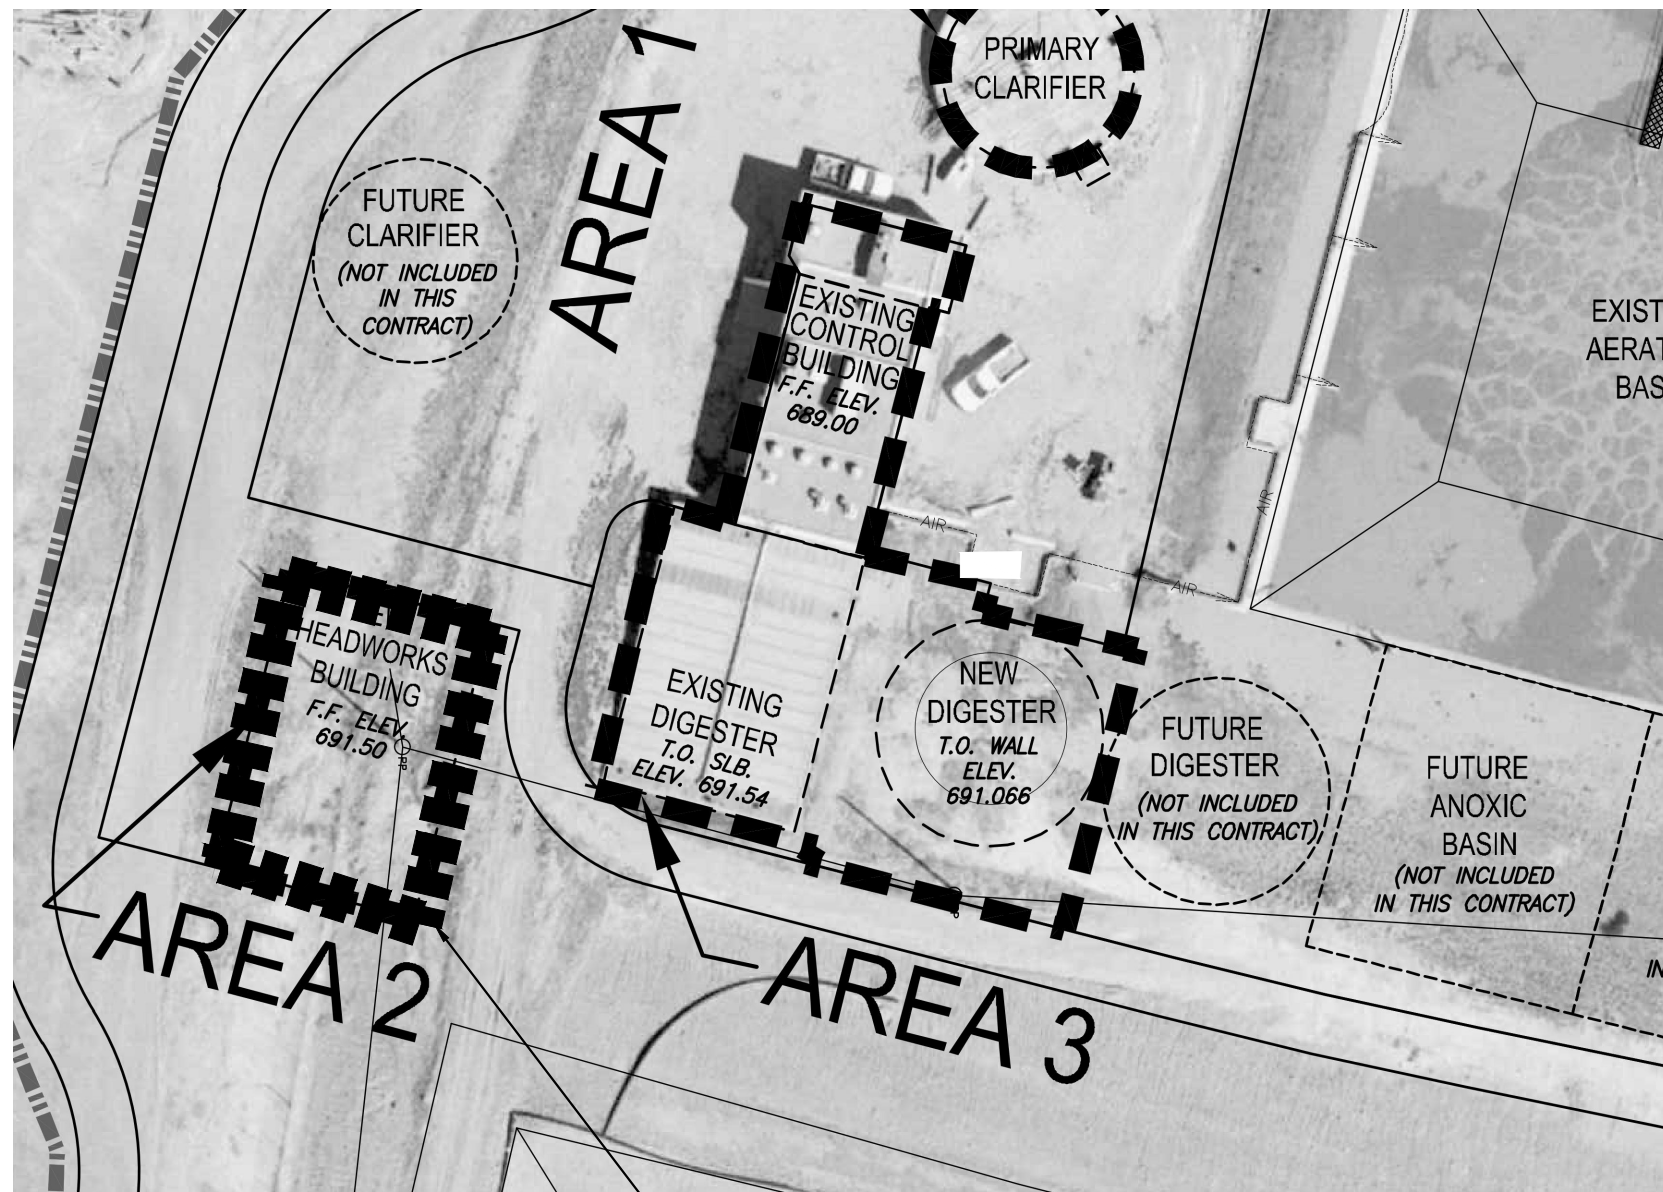 AREA 1
PRIMARY
CLARIFIER
FUTURE
CLARIFIER
(NOT INCLUDED
IN THIS
CONTRACT)
EXISTING
CONTROL
BUILDING
F.F. ELEV.
689.00
EXIST
AERAT
BAS
AIR
AIR
AIR
HEADWORKS
BUILDING
F.F. ELEV.
691.50
PP
EXISTING
DIGESTER
T.O. SLB.
ELEV. 691.54
NEW
DIGESTER
T.O. WALL
ELEV.
691.066
FUTURE
DIGESTER
(NOT INCLUDED
IN THIS CONTRACT)
FUTURE
ANOXIC
BASIN
(NOT INCLUDED
IN THIS CONTRACT)
IN
AREA 2
AREA 3